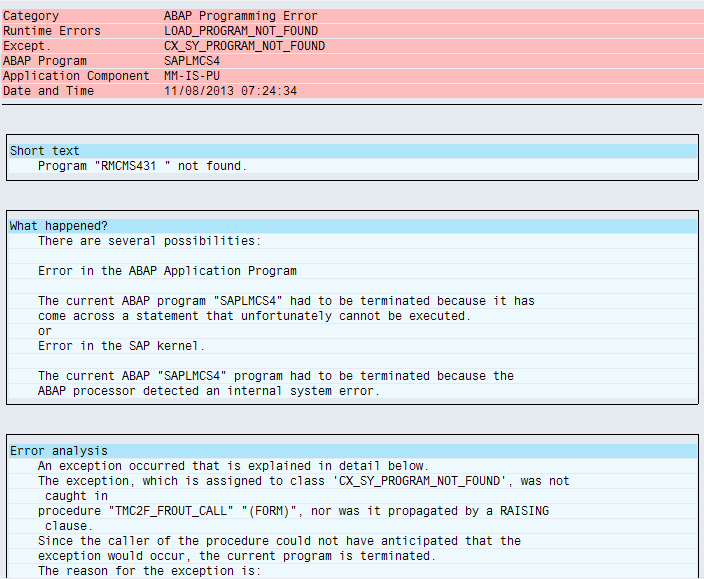 Category ABAP Programming Error
Runtime Errors LOAD_PROGRAM_NOT_FOUND
Except. CX_SY_PROGRAM_NOT_FOUND
ABAP Program SAPLMCS4
Application Component MM-IS-PU
Date and Time 11/08/2013 07:24:34
Short text
Program "RMCMS431 " not found.
What happened?
There are several possibilities:
Error in the ABAP Application Program
The current ABAP program "SAPLMCS4" had to be terminated because it has
come across a statement that unfortunately cannot be executed.
or
Error in the SAP kernel.
The current ABAP "SAPLMCS4" program had to be terminated because the
ABAP processor detected an internal system error.
Error analysis
An exception occurred that is explained in detail below.
The exception, which is assigned to class 'CX_SY_PROGRAM_NOT_FOUND', was not
caught in
procedure "TMC2F_FROUT_CALL" "(FORM)", nor was it propagated by a RAISING
clause.
Since the caller of the procedure could not have anticipated that the
exception would occur, the current program is terminated.
The reason for the exception is: